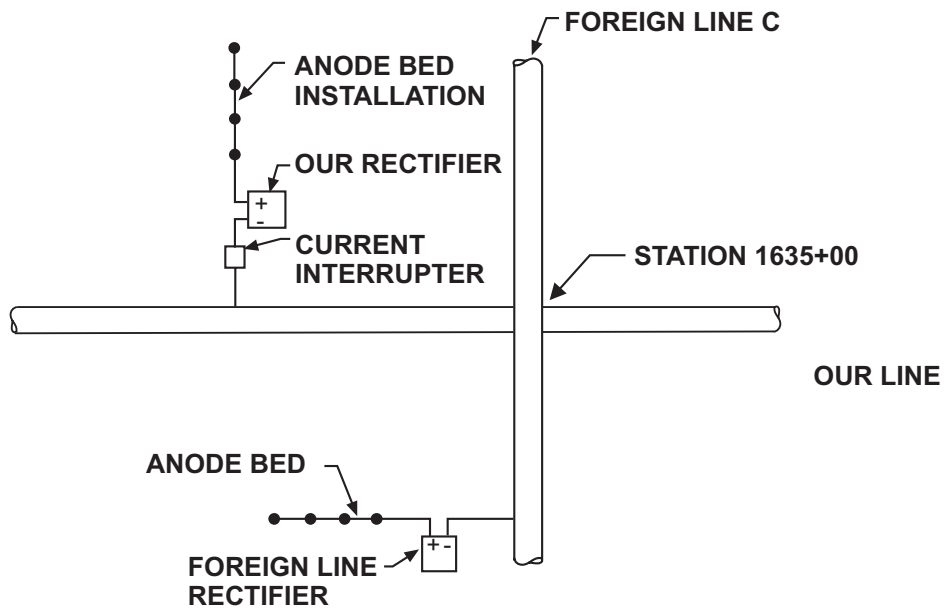 FOREIGN LINE C
ANODE BED
INSTALLATION
OUR RECTIFIER
+
-
CURRENT
INTERRUPTER
STATION 1635+00
OUR LINE
ANODE BED
+ -
FOREIGN LINE
RECTIFIER